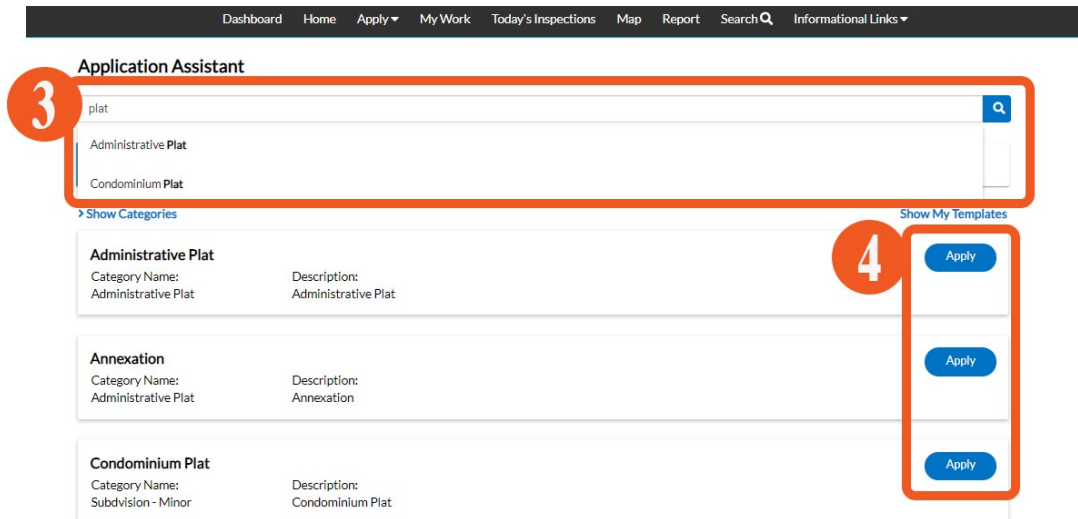 Dashboard Home Apply My Work Today's Inspections Map Report Search Informational Links
Application Assistant
3
plat
Administrative Plat
Condominium Plat
Show Categories Show My Templates
4
Administrative Plat Apply
Category Name: Description:
Administrative Plat Administrative Plat
Annexation Apply
Category Name: Description:
Administrative Plat Annexation
Condominium Plat Apply
Category Name: Description:
Subdvision - Minor Condominium Plat